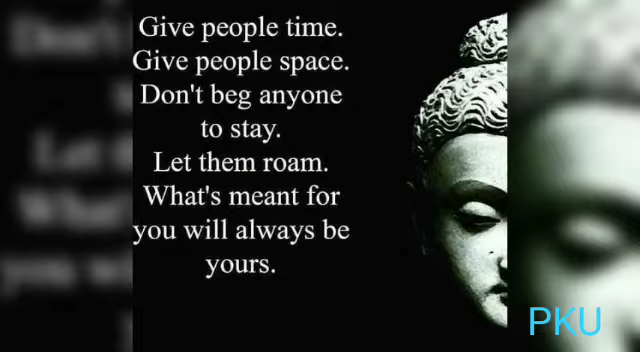 Give people time.
Give people space.
Don't beg anyone
to stay.
Let them roam.
What's meant for
you will always be
yours.
PKU